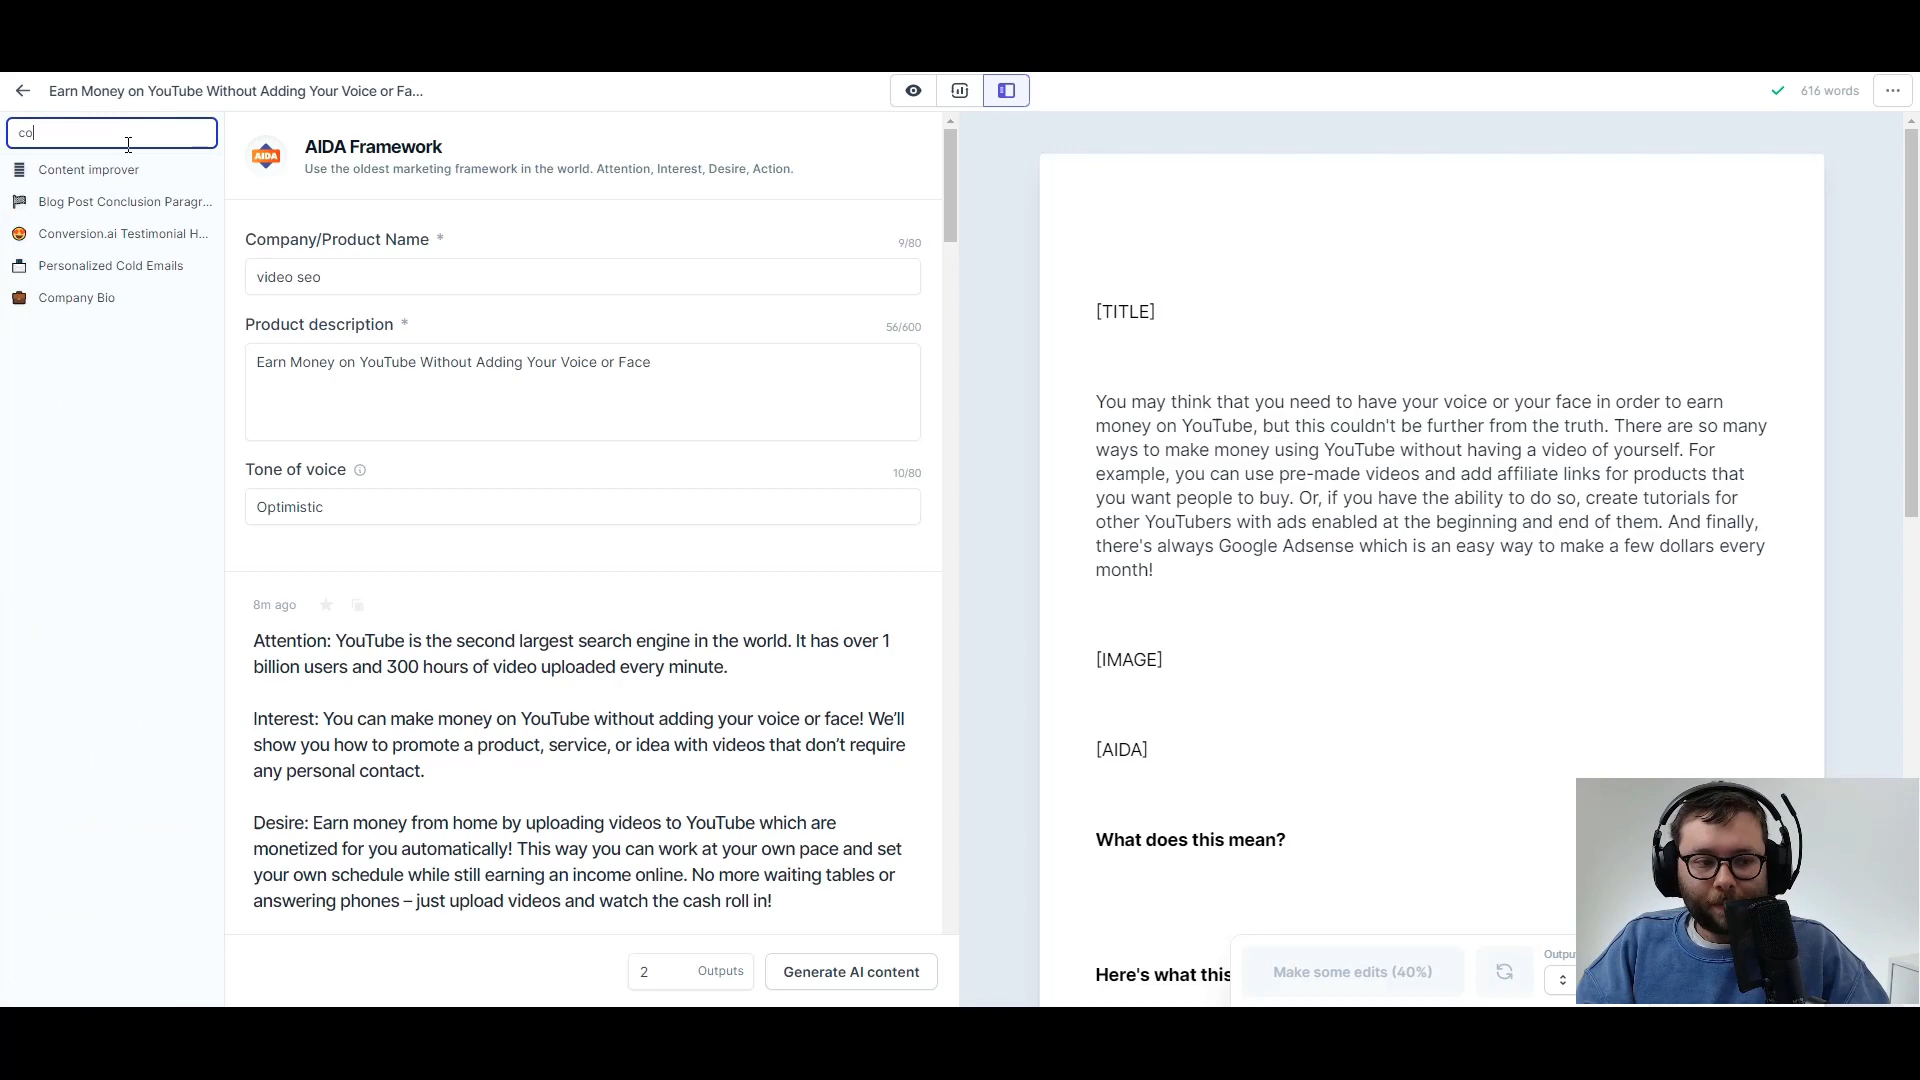 Earn Money on YouTube Without Adding Your Voice or Fa...
616 words
co
Content improver
Blog Post Conclusion Paragr...
Conversion.ai Testimonial H...
Personalized Cold Emails
Company Bio
AIDA
AIDA Framework
Use the oldest marketing framework in the world. Attention, Interest, Desire, Action.
Company/Product Name *
9/80
video seo
Product description *
56/600
Earn Money on YouTube Without Adding Your Voice or Face
Tone of voice
10/80
Optimistic
8m ago
Attention: YouTube is the second largest search engine in the world. It has over 1
billion users and 300 hours of video uploaded every minute.
Interest: You can make money on YouTube without adding your voice or face! We'll
show you how to promote a product, service, or idea with videos that don't require
any personal contact.
Desire: Earn money from home by uploading videos to YouTube which are
monetized for you automatically! This way you can work at your own pace and set
your own schedule while still earning an income online. No more waiting tables or
answering phones – just upload videos and watch the cash roll in!
2 Outputs
Generate AI content
[TITLE]
You may think that you need to have your voice or your face in order to earn
money on YouTube, but this couldn't be further from the truth. There are so many
ways to make money using YouTube without having a video of yourself. For
example, you can use pre-made videos and add affiliate links for products that
you want people to buy. Or, if you have the ability to do so, create tutorials for
other YouTubers with ads enabled at the beginning and end of them. And finally,
there's always Google Adsense which is an easy way to make a few dollars every
month!
[IMAGE]
[AIDA]
What does this mean?
Here's what this
Make some edits (40%)
Outpu